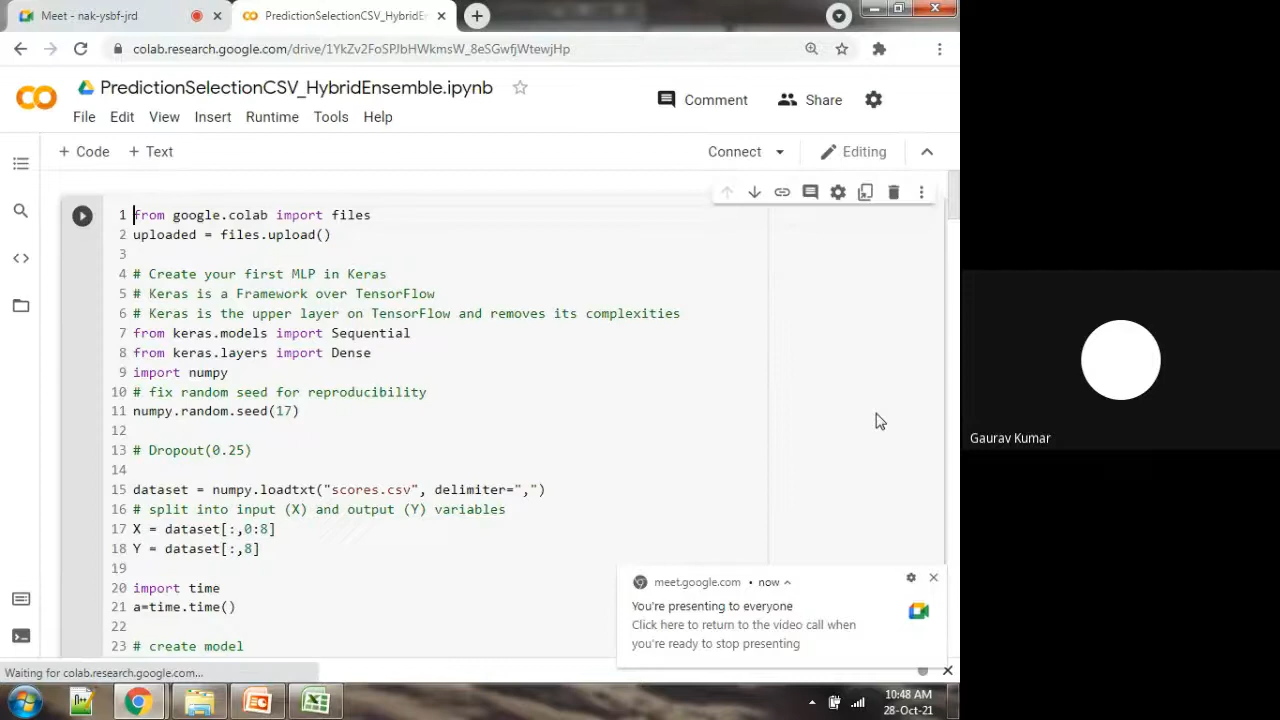 Meet - nak-ysbf-jrd
PredictionSelectionCSV_HybridEnsemble
colab.research.google.com/drive/1YkZv2FoSPJbHWkmsW_8eSGwfjWtewjHp
PredictionSelectionCSV_HybridEnsemble.ipynb
Comment
Share
File Edit View Insert Runtime Tools Help
+ Code + Text
Connect
Editing
1 from google.colab import files
2 uploaded = files.upload()
3
4 # Create your first MLP in Keras
5 # Keras is a Framework over TensorFlow
6 # Keras is the upper layer on TensorFlow and removes its complexities
7 from keras.models import Sequential
8 from keras.layers import Dense
9 import numpy
10 # fix random seed for reproducibility
11 numpy.random.seed(17)
12
13 # Dropout(0.25)
14
15 dataset = numpy.loadtxt("scores.csv", delimiter=",")
16 # split into input (X) and output (Y) variables
17 X = dataset[:,0:8]
18 Y = dataset[:,8]
19
20 import time
21 a=time.time()
22
23 # create model
meet.google.com • now
You're presenting to everyone
Click here to return to the video call when
you're ready to stop presenting
Waiting for colab.research.google.com...
10:48 AM
28-Oct-21
Gaurav Kumar